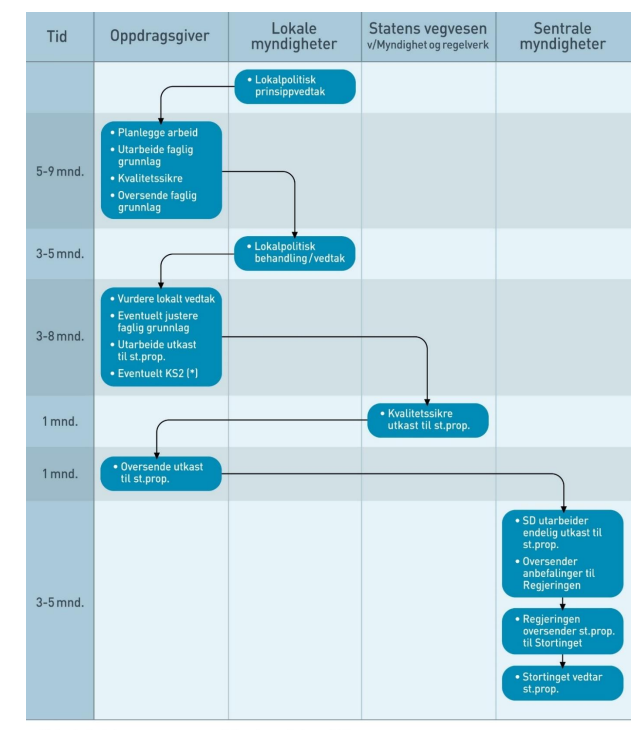 Tid
Oppdragsgiver
Lokale
myndigheter
Statens vegvesen
v/Myndighet og regelverk
Sentrale
myndigheter
• Lokalpolitisk
prinsippvedtak
5-9 mnd.
• Planlegge arbeid
• Utarbeide faglig
grunnlag
• Kvalitetssikre
• Oversende faglig
grunnlag
3-5 mnd.
• Lokalpolitisk
behandling/vedtak
3-8 mnd.
• Vurdere lokalt vedtak
• Eventuelt justere
faglig grunnlag
• Utarbeide utkast
til st.prop.
• Eventuelt KS2 (*)
1 mnd.
• Kvalitetssikre
utkast til st.prop.
1 mnd.
• Oversende utkast
til st.prop.
3-5 mnd.
• SD utarbeider
endelig utkast til
st.prop.
• Oversender
anbefalinger til
Regjeringen
• Regjeringen
oversender st.prop.
til Stortinget
• Stortinget vedtar
st.prop.